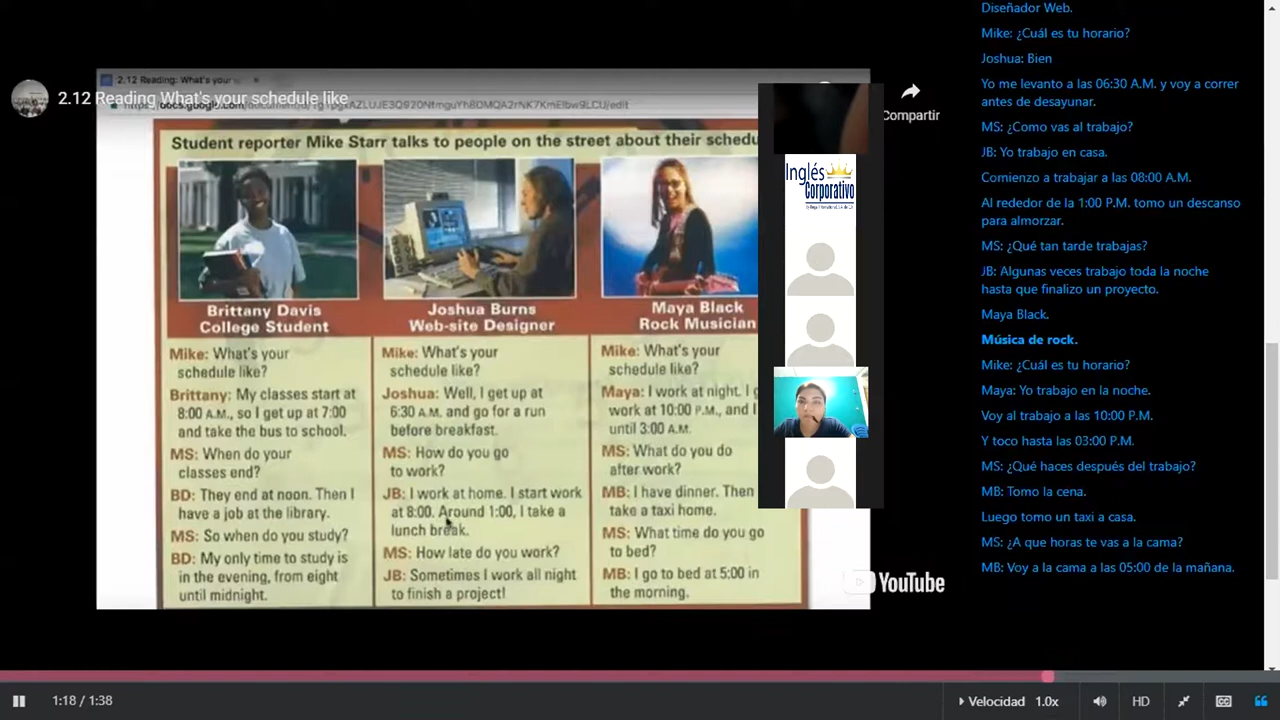 2.12 Reading: What's your
2.12 Reading What's your schedule like
Compartir
Student reporter Mike Starr talks to people on the street about their
Inglés
Corporativo
Brittany Davis
College Student
Mike: What's your
schedule like?
Brittany: My classes start at
8:00 A.M., so I get up at 7:00
and take the bus to school.
MS: When do your
classes end?
BD: They end at noon. Then I
have a job at the library.
MS: So when do you study?
BD: My only time to study is
in the evening, from eight
until midnight.
Joshua Burns
Web-site Designer
Mike: What's your
schedule like?
Joshua: Well, I get up at
6:30 A.M. and go for a run
before breakfast.
MS: How do you go
to work?
JB: I work at home. I start work
at 8:00. Around 1:00, I take a
lunch break.
MS: How late do you work?
JB: Sometimes I work all night
to finish a project!
Maya Black
Rock Musician
Mike: What's your
schedule like?
Maya: I work at night. I
work at 10:00 P.M., and I
until 3:00 A.M.
MS: What do you do
after work?
MB: I have dinner. Then
take a taxi home.
MS: What time do you go
to bed?
MB: I go to bed at 5:00 in
the morning.
YouTube
Diseñador Web.
Mike: ¿Cuál es tu horario?
Joshua: Bien
Yo me levanto a las 06:30 A.M. y voy a correr
antes de desayunar.
MS: ¿Como vas al trabajo?
JB: Yo trabajo en casa.
Comienzo a trabajar a las 08:00 A.M.
Al rededor de la 1:00 P.M. tomo un descanso
para almorzar.
MS: ¿Qué tan tarde trabajas?
JB: Algunas veces trabajo toda la noche
hasta que finalizo un proyecto.
Maya Black.
Música de rock.
Mike: ¿Cuál es tu horario?
Maya: Yo trabajo en la noche.
Voy al trabajo a las 10:00 P.M.
Y toco hasta las 03:00 P.M.
MS: ¿Qué haces después del trabajo?
MB: Tomo la cena.
Luego tomo un taxi a casa.
MS: ¿A que horas te vas a la cama?
MB: Voy a la cama a las 05:00 de la mañana.
1:18 / 1:38
Velocidad 1.0x
HD
CC